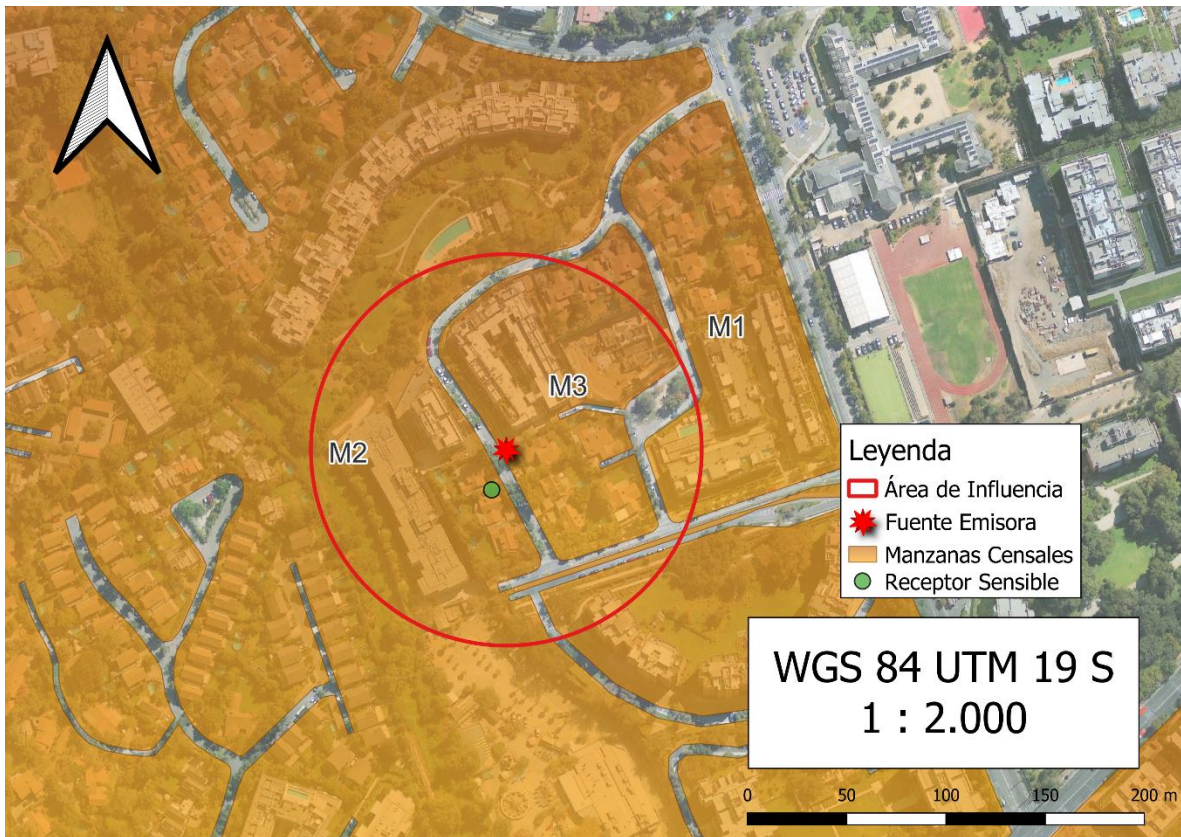 M1
M3
M2
Leyenda
Área de Influencia
Fuente Emisora
Manzanas Censales
Receptor Sensible
WGS 84 UTM 19 S
1 : 2.000
0 50 100 150 200 m